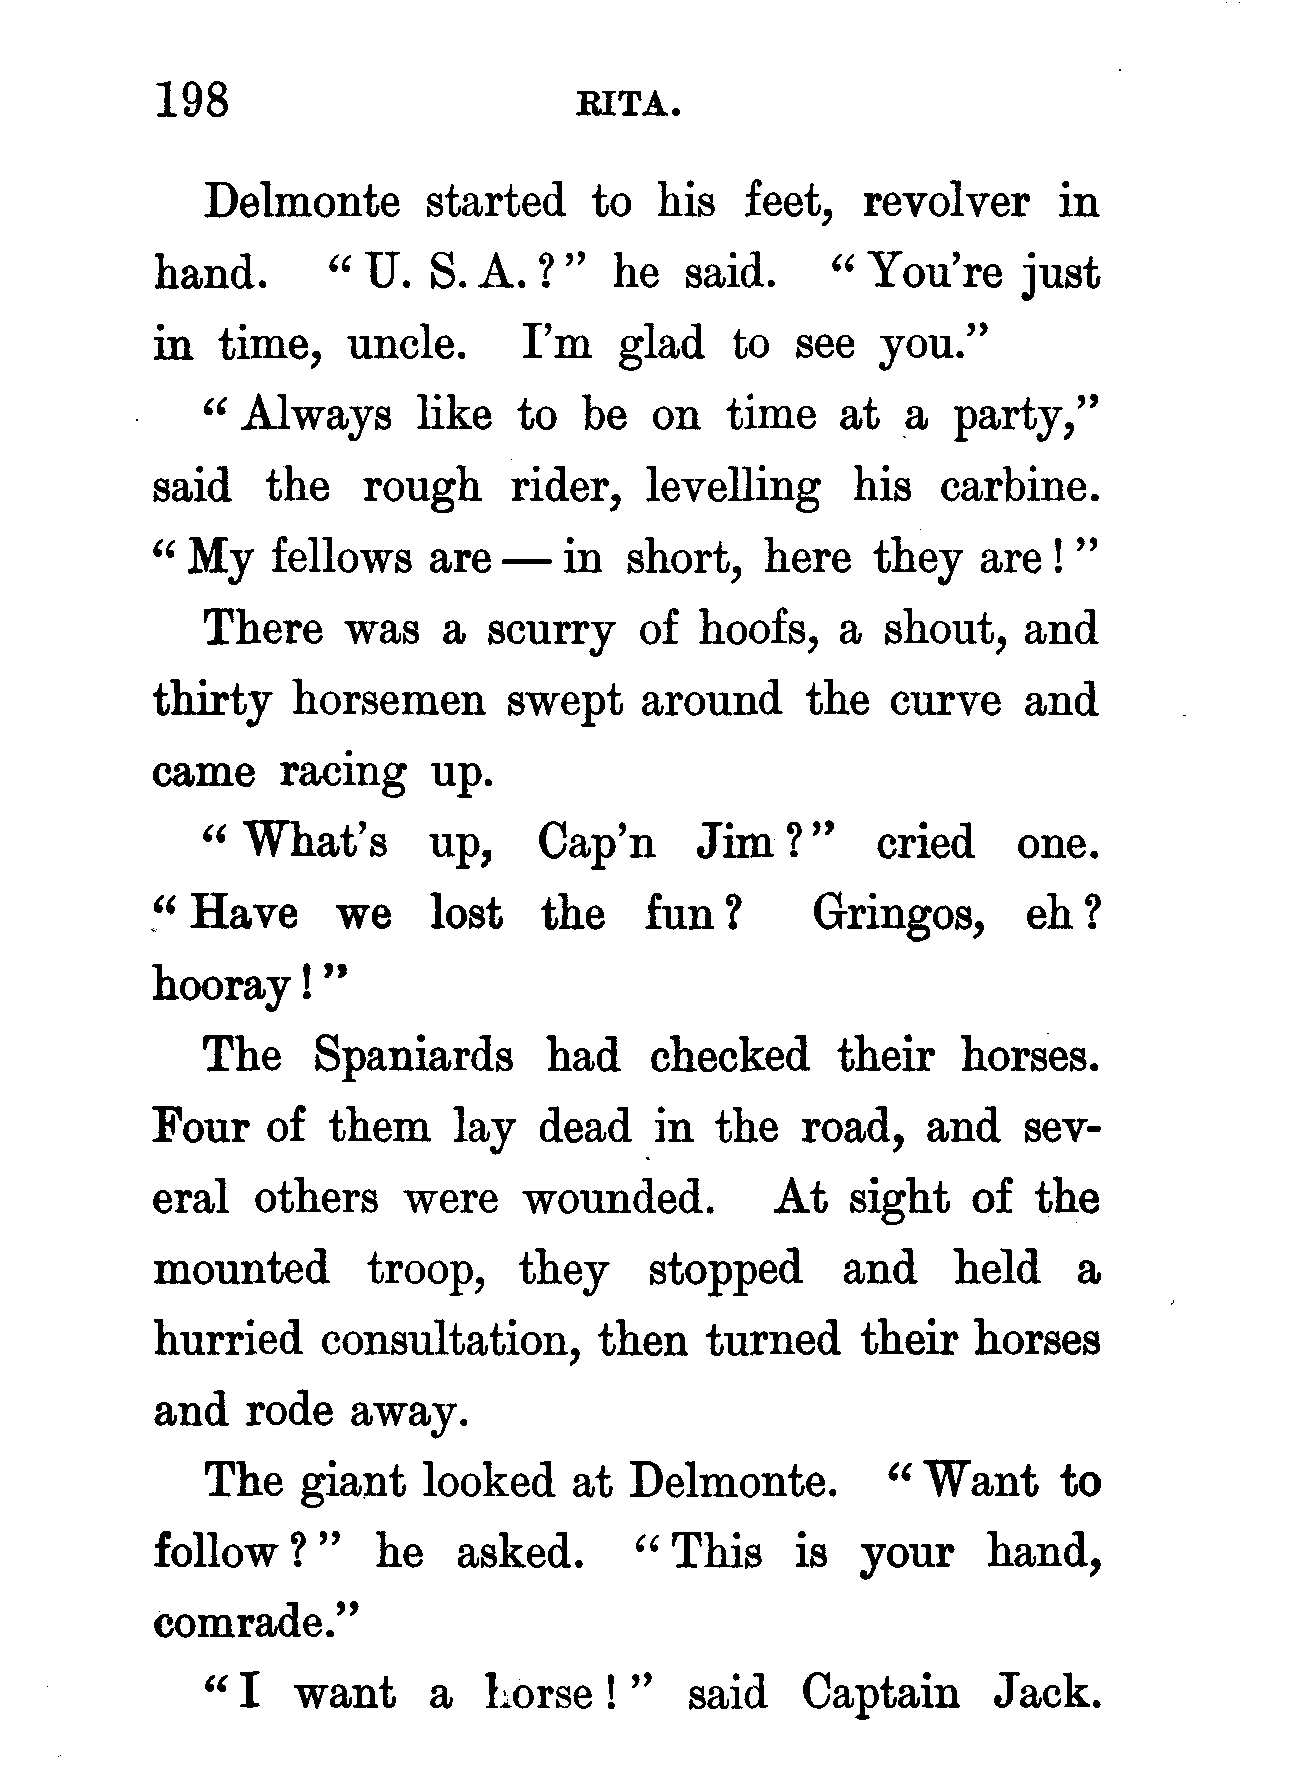 198 RITA.
Delmonte started to his feet, revolver in
hand. “ U. S. A. ? ” he said. “ You’re just
in time, uncle. I’m glad to see you.”
“ Always like to be on time at a party,”
said the rough rider, levelling his carbine.
“ My fellows are — in short, here they are ! ”
There was a scurry of hoofs, a shout, and
thirty horsemen swept around the curve and
came racing up.
“ What’s up, Cap’n Jim ? ” cried one.
“ Have we lost the fun ? Gringos, eh ?
hooray ! ”
The Spaniards had checked their horses.
Four of them lay dead in the road, and sev-
eral others were wounded. At sight of the
mounted troop, they stopped and held a
hurried consultation, then turned their horses
and rode away.
The giant looked at Delmonte. “ Want to
follow ? ” he asked. “ This is your hand,
comrade.”
“ I want a horse ! ” said Captain Jack.